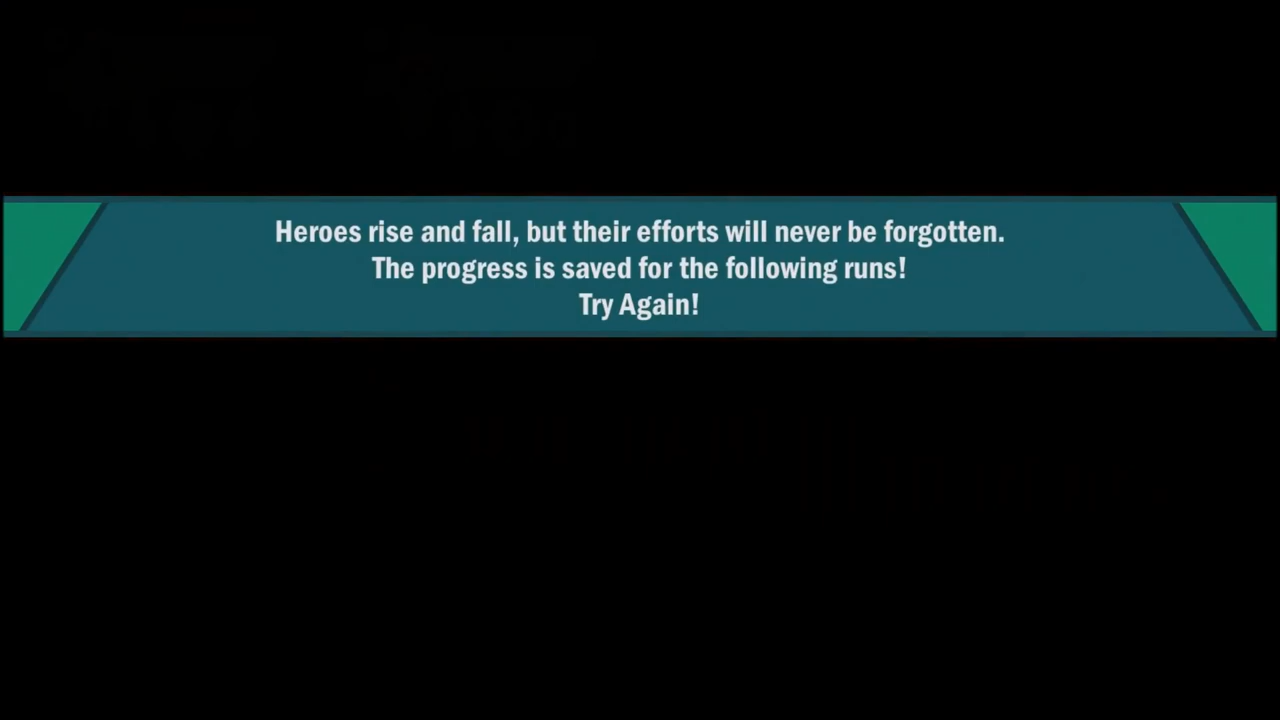 Heroes rise and fall, but their efforts will never be forgotten.
The progress is saved for the following runs!
Try Again!